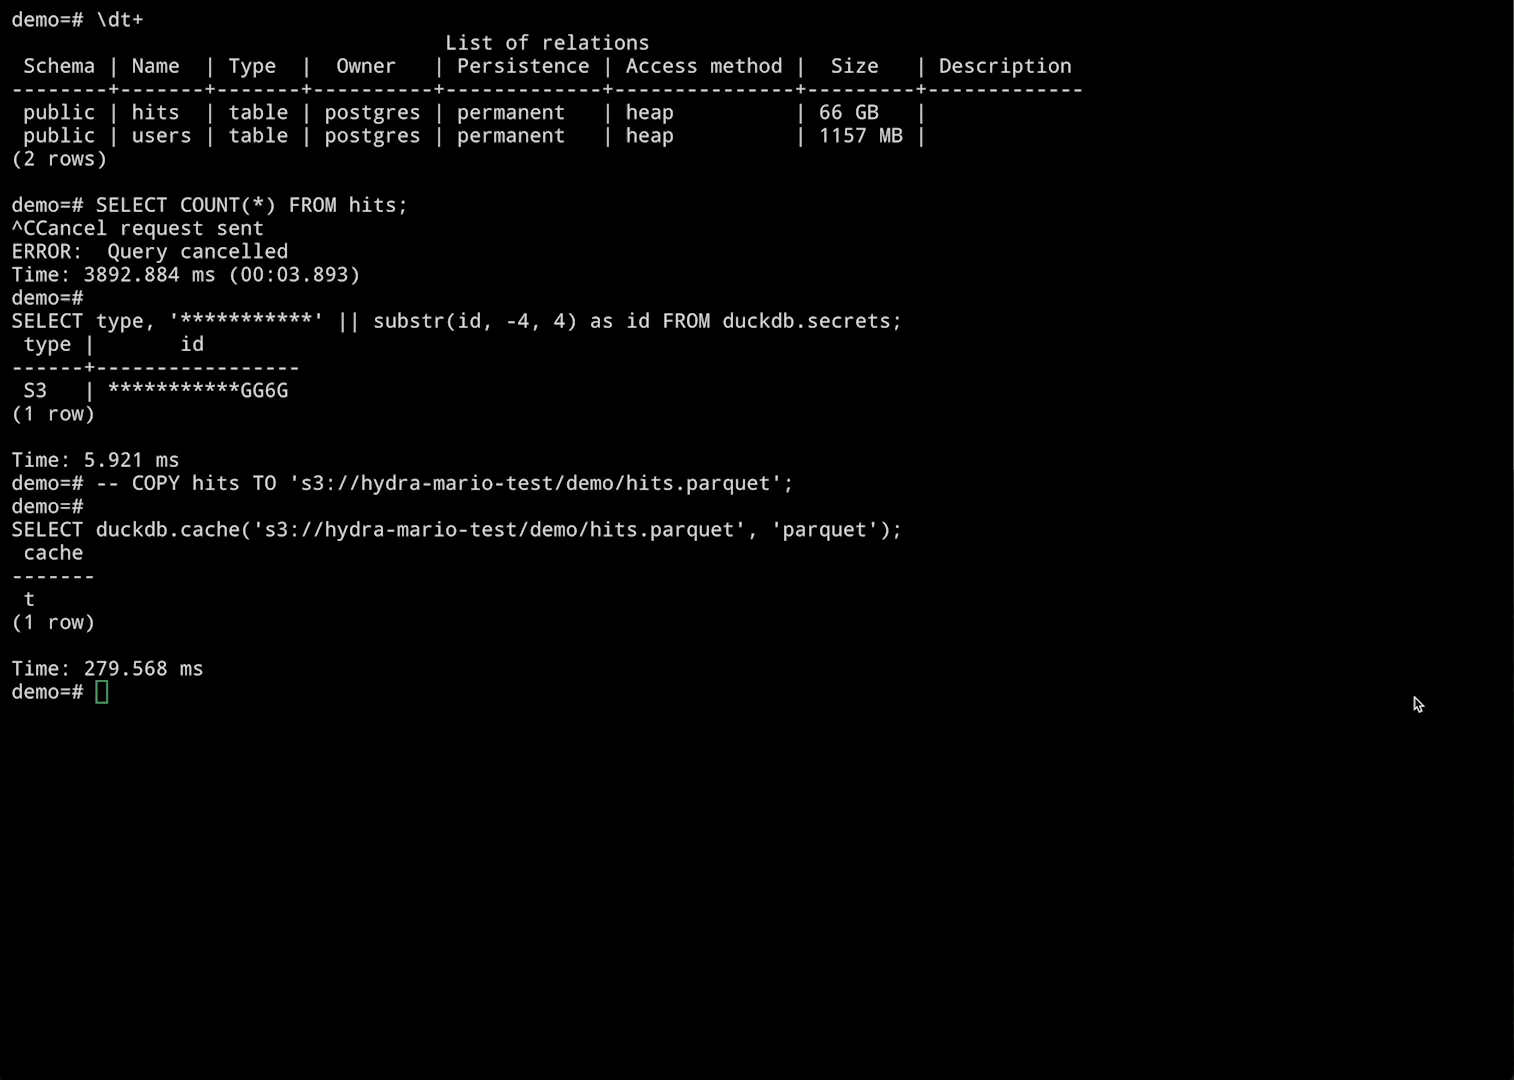 demo=# \dt+
                                    List of relations
 Schema | Name  | Type  |  Owner   | Persistence | Access method |  Size   | Description
--------+-------+-------+----------+-------------+---------------+---------+-------------
 public | hits  | table | postgres | permanent   | heap          | 66 GB   |
 public | users | table | postgres | permanent   | heap          | 1157 MB |
(2 rows)

demo=# SELECT COUNT(*) FROM hits;
^CCancel request sent
ERROR:  Query cancelled
Time: 3892.884 ms (00:03.893)
demo=#
SELECT type, '***********' || substr(id, -4, 4) as id FROM duckdb.secrets;
 type |       id
------+-----------------
 S3   | ***********GG6G
(1 row)

Time: 5.921 ms
demo=# -- COPY hits TO 's3://hydra-mario-test/demo/hits.parquet';
demo=#
SELECT duckdb.cache('s3://hydra-mario-test/demo/hits.parquet', 'parquet');
 cache
-------
 t
(1 row)

Time: 279.568 ms
demo=#